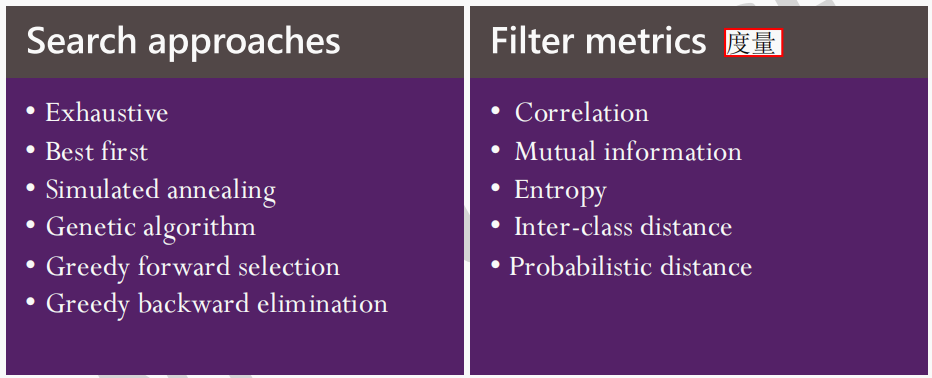 Search approaches
• Exhaustive
• Best first
• Simulated annealing
• Genetic algorithm
• Greedy forward selection
• Greedy backward elimination
Filter metrics 度量
• Correlation
• Mutual information
• Entropy
• Inter-class distance
• Probabilistic distance